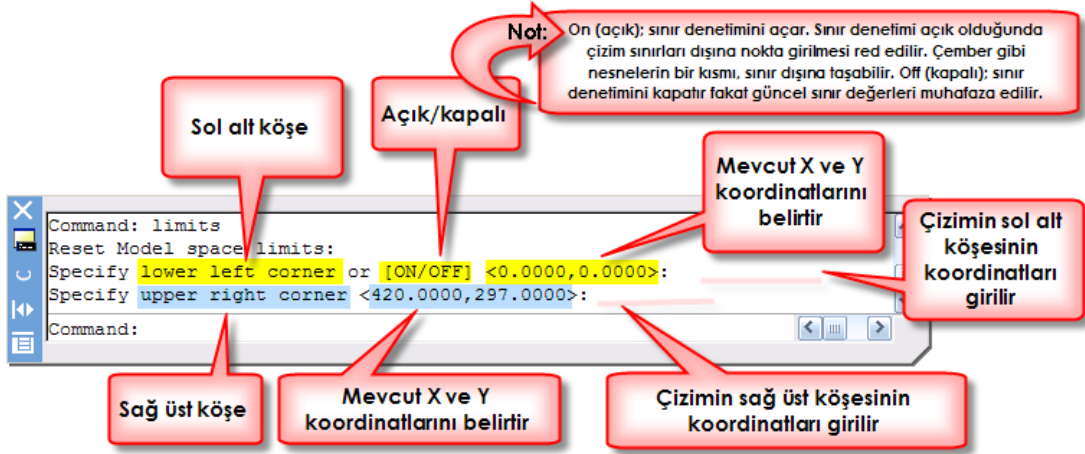 Not:
On (açık); sınır denetimini açar. Sınır denetimi açık olduğunda
çizim sınırları dışına nokta girilmesi red edilir. Çember gibi
nesnelerin bir kısmı, sınır dışına taşabilir. Off (kapalı); sınır
denetimini kapatır fakat güncel sınır değerleri muhafaza edilir.
Sol alt köşe
Açık/kapalı
Mevcut X ve Y
koordinatlarını
belirtir
Çizimin sol alt
köşesinin
koordinatları
girilir
Command: limits
Reset Model space limits:
Specify lower left corner or [ON/OFF] <0.0000,0.0000>:
Specify upper right corner <420.0000,297.0000>:
Command:
Sağ üst köşe
Mevcut X ve Y
koordinatlarını belirtir
Çizimin sağ üst köşesinin
koordinatları girilir